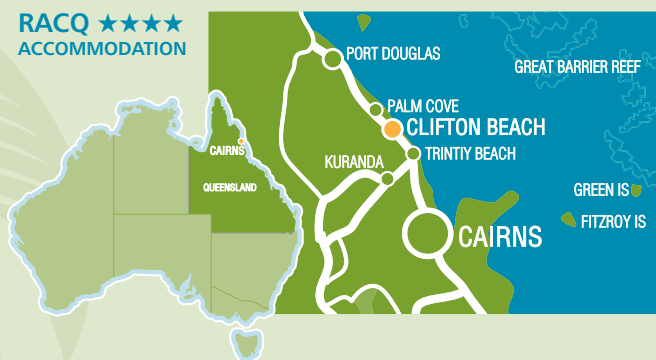 RACQ ★★★★
ACCOMMODATION
PORT DOUGLAS
GREAT BARRIER REEF
PALM COVE
CLIFTON BEACH
CAIRNS
TRINTIY BEACH
KURANDA
QUEENSLAND
GREEN IS
FITZROY IS
CAIRNS